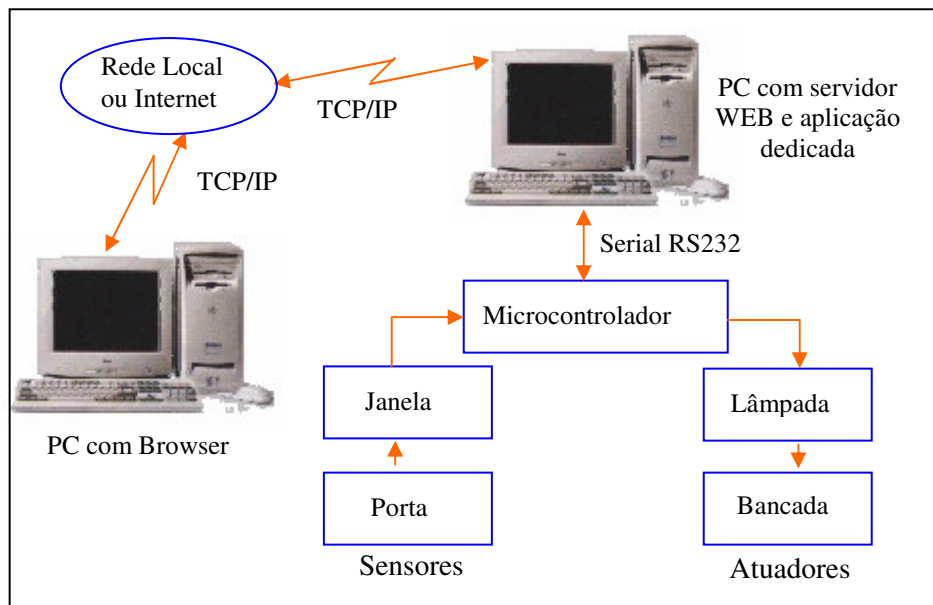 Rede Local
ou Internet
TCP/IP
PC com servidor
WEB e aplicação
dedicada
TCP/IP
Serial RS232
Microcontrolador
Janela
Lâmpada
PC com Browser
Porta
Bancada
Sensores
Atuadores